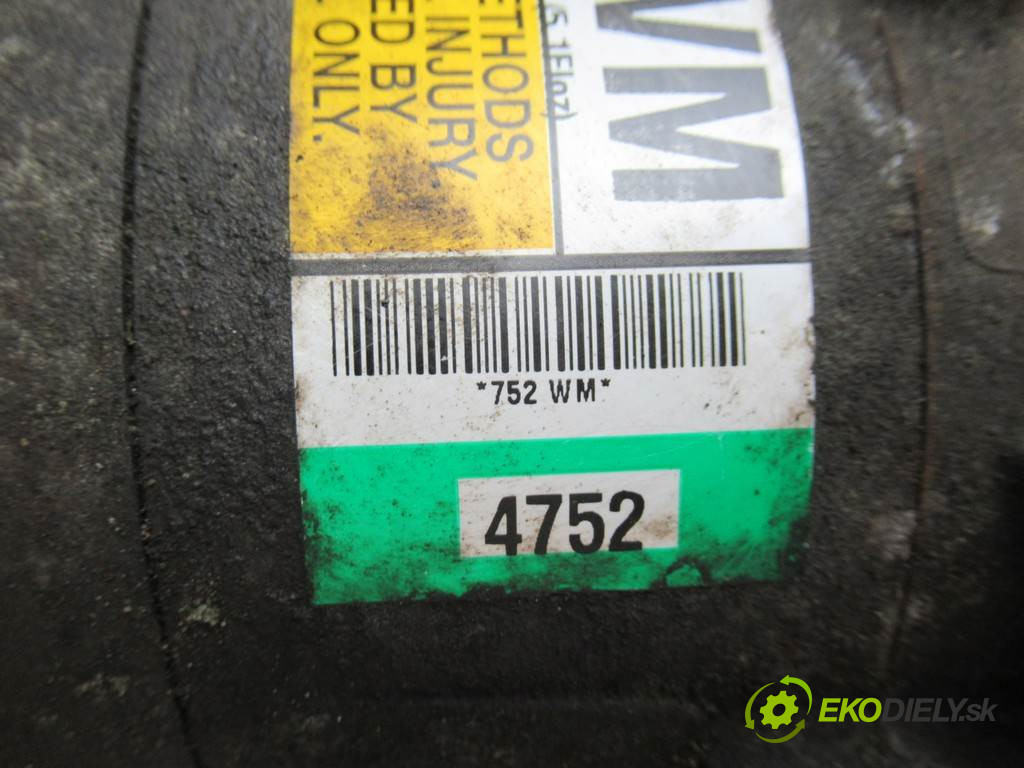 ETHODS
INJURY
ED BY
ONLY.
WM
*752 WM*
4752
EKODIELY.sk